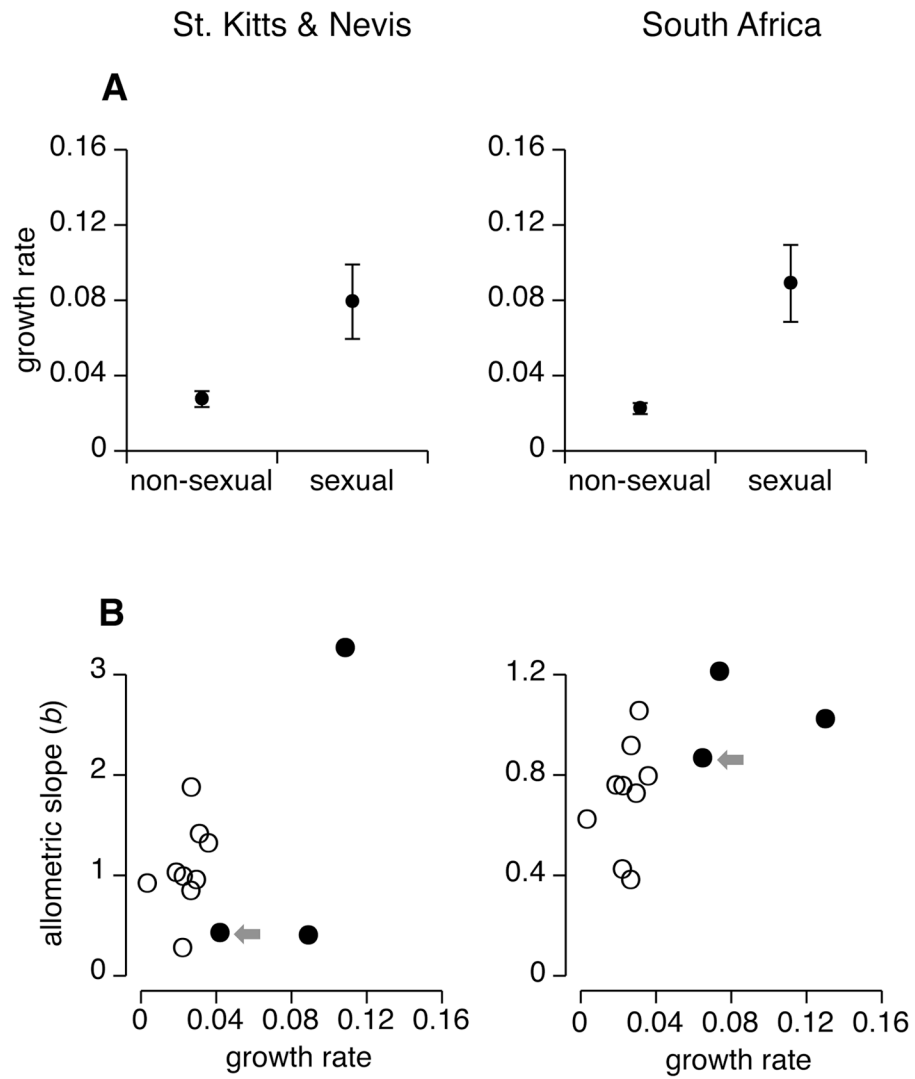 St. Kitts & Nevis
South Africa
A
growth rate
0.16
0.12
0.08
0.04
0
non-sexual
sexual
0.16
0.12
0.08
0.04
0
non-sexual
sexual
B
allometric slope (b)
3
2
1
0
0
0.04
0.08
0.12
0.16
growth rate
1.2
0.8
0.4
0
0
0.04
0.08
0.12
0.16
growth rate